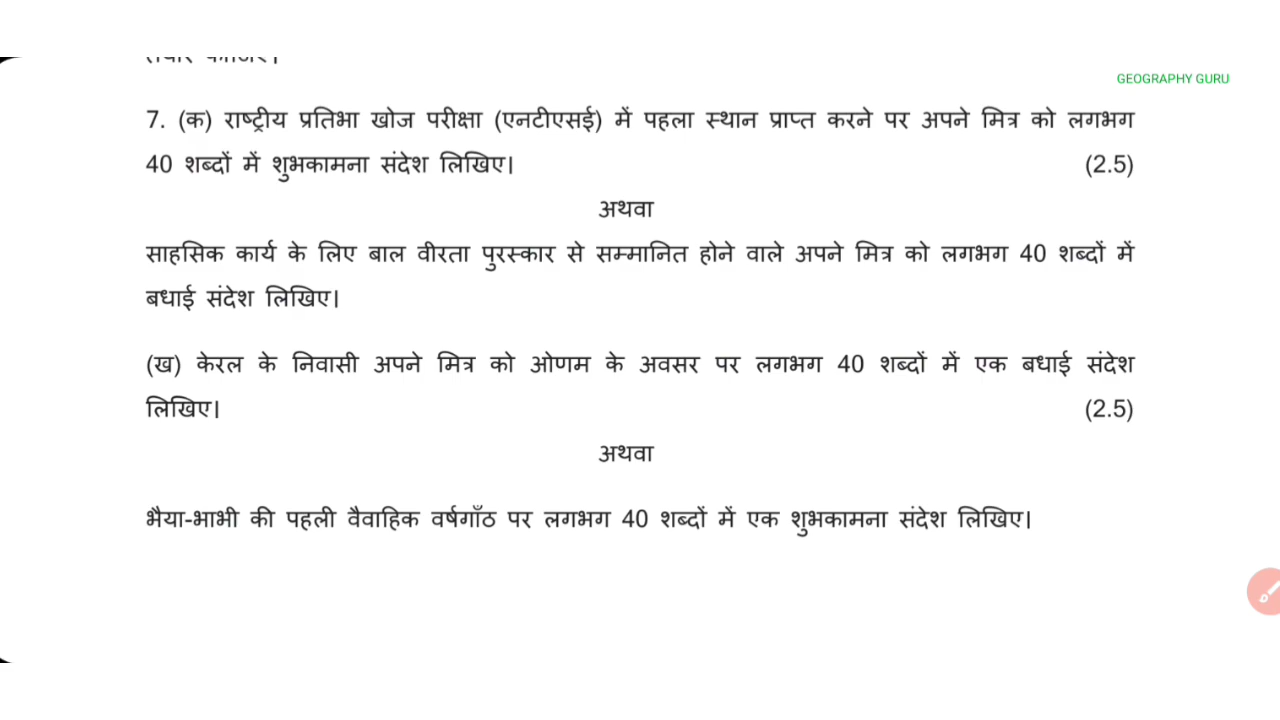 GEOGRAPHY GURU
7. (क) राष्ट्रीय प्रतिभा खोज परीक्षा (एनटीएसई) में पहला स्थान प्राप्त करने पर अपने मित्र को लगभग
40 शब्दों में शुभकामना संदेश लिखिए। (2.5)
अथवा
साहसिक कार्य के लिए बाल वीरता पुरस्कार से सम्मानित होने वाले अपने मित्र को लगभग 40 शब्दों में
बधाई संदेश लिखिए।
(ख) केरल के निवासी अपने मित्र को ओणम के अवसर पर लगभग 40 शब्दों में एक बधाई संदेश
लिखिए। (2.5)
अथवा
भैया-भाभी की पहली वैवाहिक वर्षगाँठ पर लगभग 40 शब्दों में एक शुभकामना संदेश लिखिए।